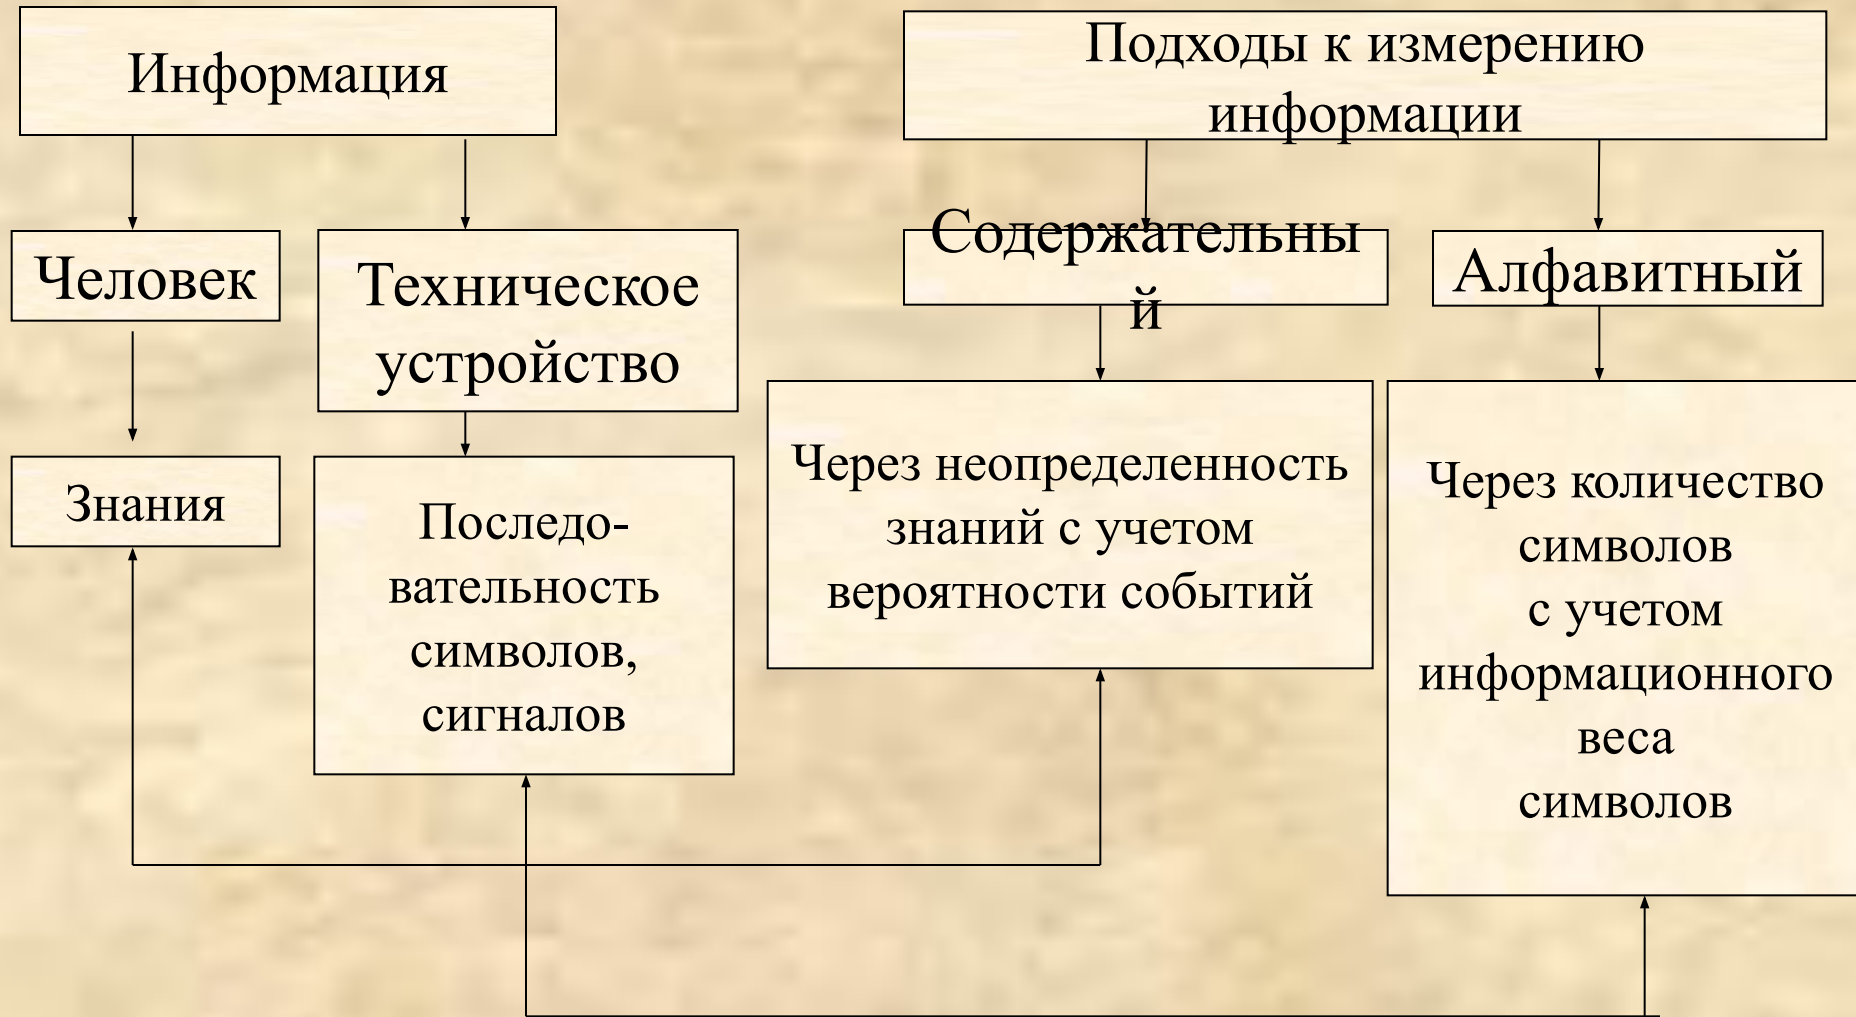 Информация
Подходы к измерению
информации
Человек
Техническое
устройство
Содержательны
й
Алфавитный
Знания
Последо-
вательность
символов,
сигналов
Через неопределенность
знаний с учетом
вероятности событий
Через количество
символов
с учетом
информационного
веса
символов